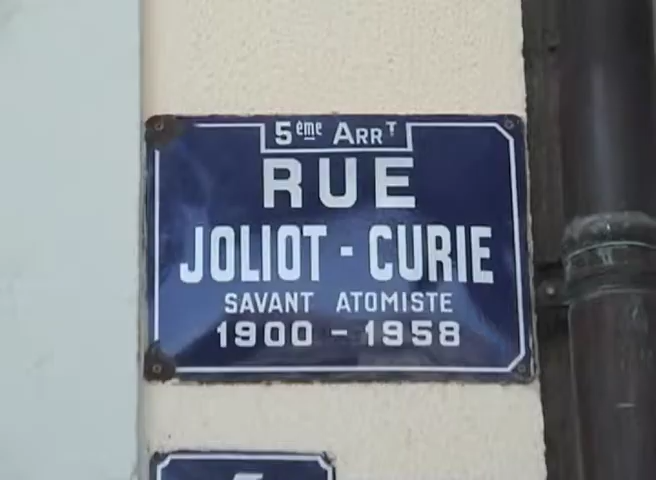 5ème ARRT
RUE
JOLIOT - CURIE
SAVANT ATOMISTE
1900 - 1958